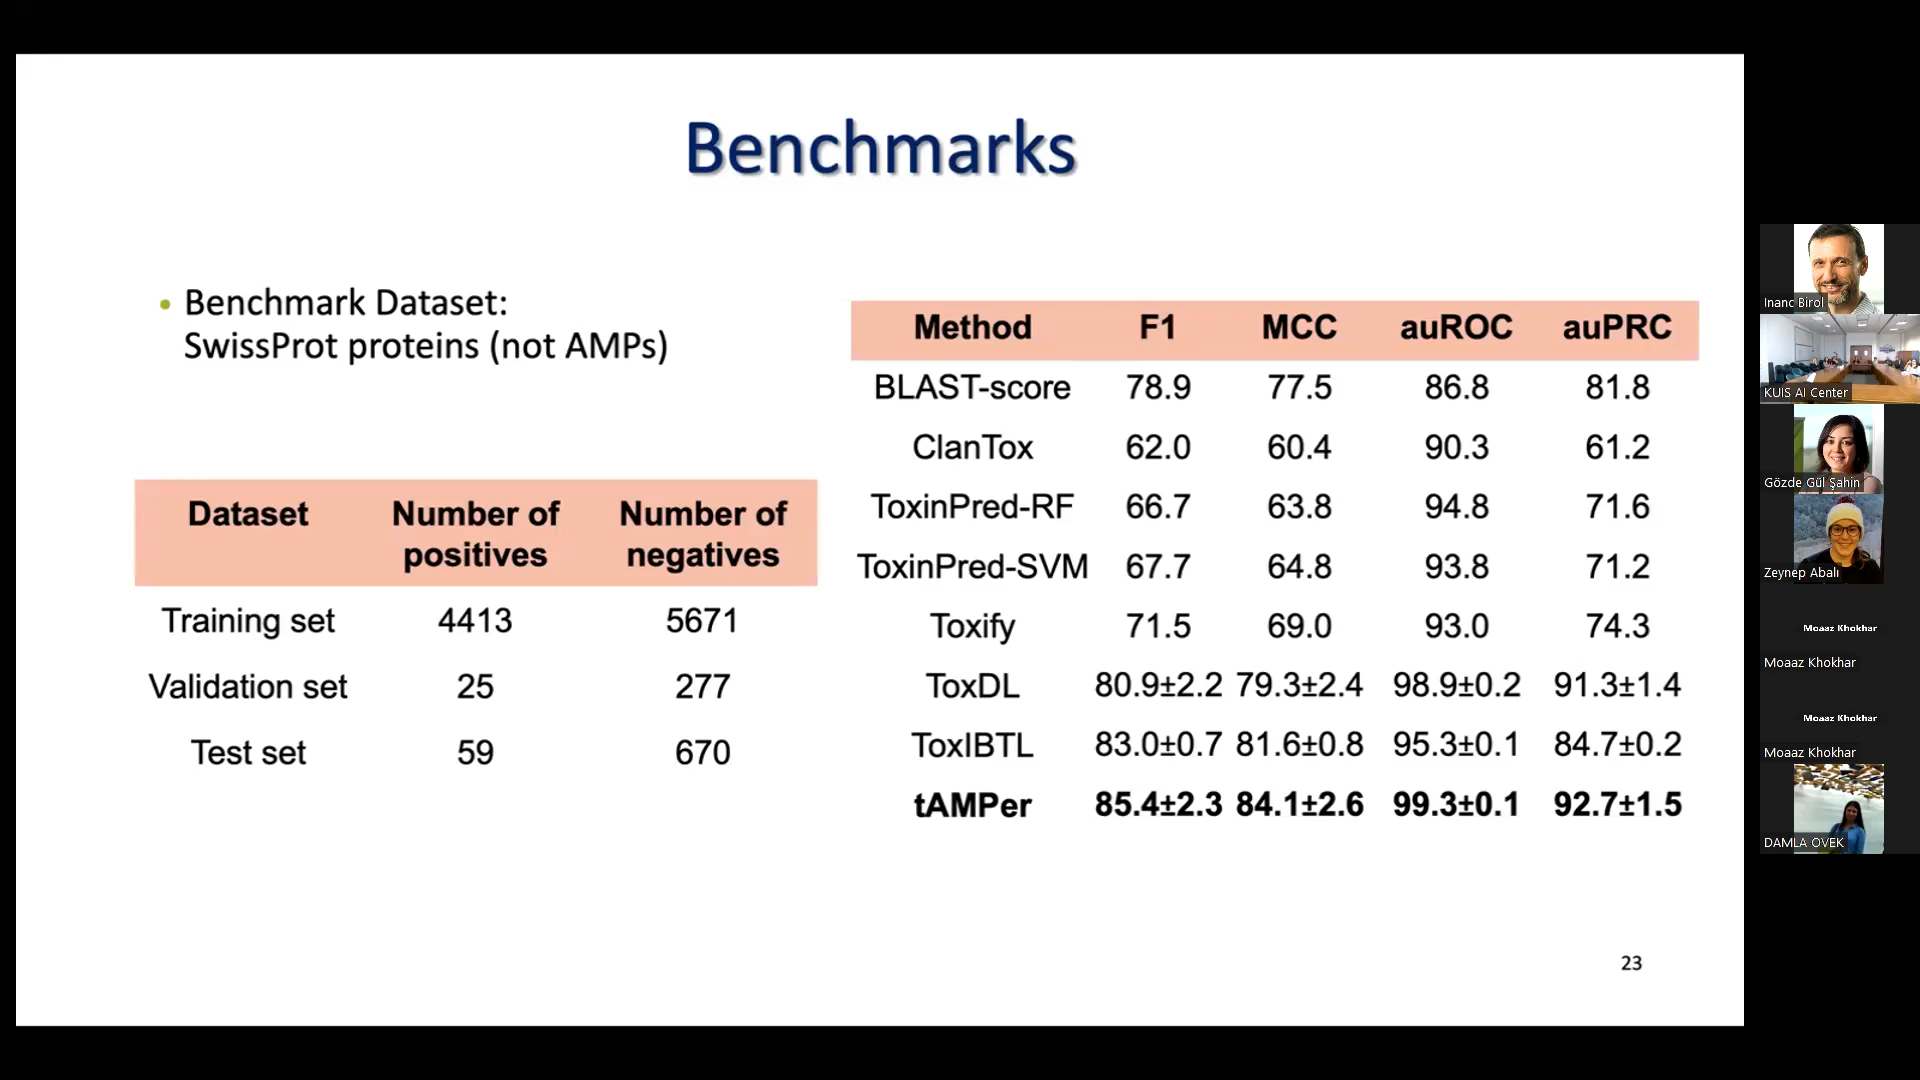 Benchmarks
• Benchmark Dataset:
SwissProt proteins (not AMPs)
Dataset Number of positives Number of negatives
Training set 4413 5671
Validation set 25 277
Test set 59 670
Method F1 MCC auROC auPRC
BLAST-score 78.9 77.5 86.8 81.8
ClanTox 62.0 60.4 90.3 61.2
ToxinPred-RF 66.7 63.8 94.8 71.6
ToxinPred-SVM 67.7 64.8 93.8 71.2
Toxify 71.5 69.0 93.0 74.3
ToxDL 80.9±2.2 79.3±2.4 98.9±0.2 91.3±1.4
ToxIBTL 83.0±0.7 81.6±0.8 95.3±0.1 84.7±0.2
tAMPer 85.4±2.3 84.1±2.6 99.3±0.1 92.7±1.5
23
Inanc Birol
KUIS AI Center
Gözde Gül Şahin
Zeynep Abalı
Moaaz Khokhar
Moaaz Khokhar
Moaaz Khokhar
Moaaz Khokhar
DAMLA OVEK